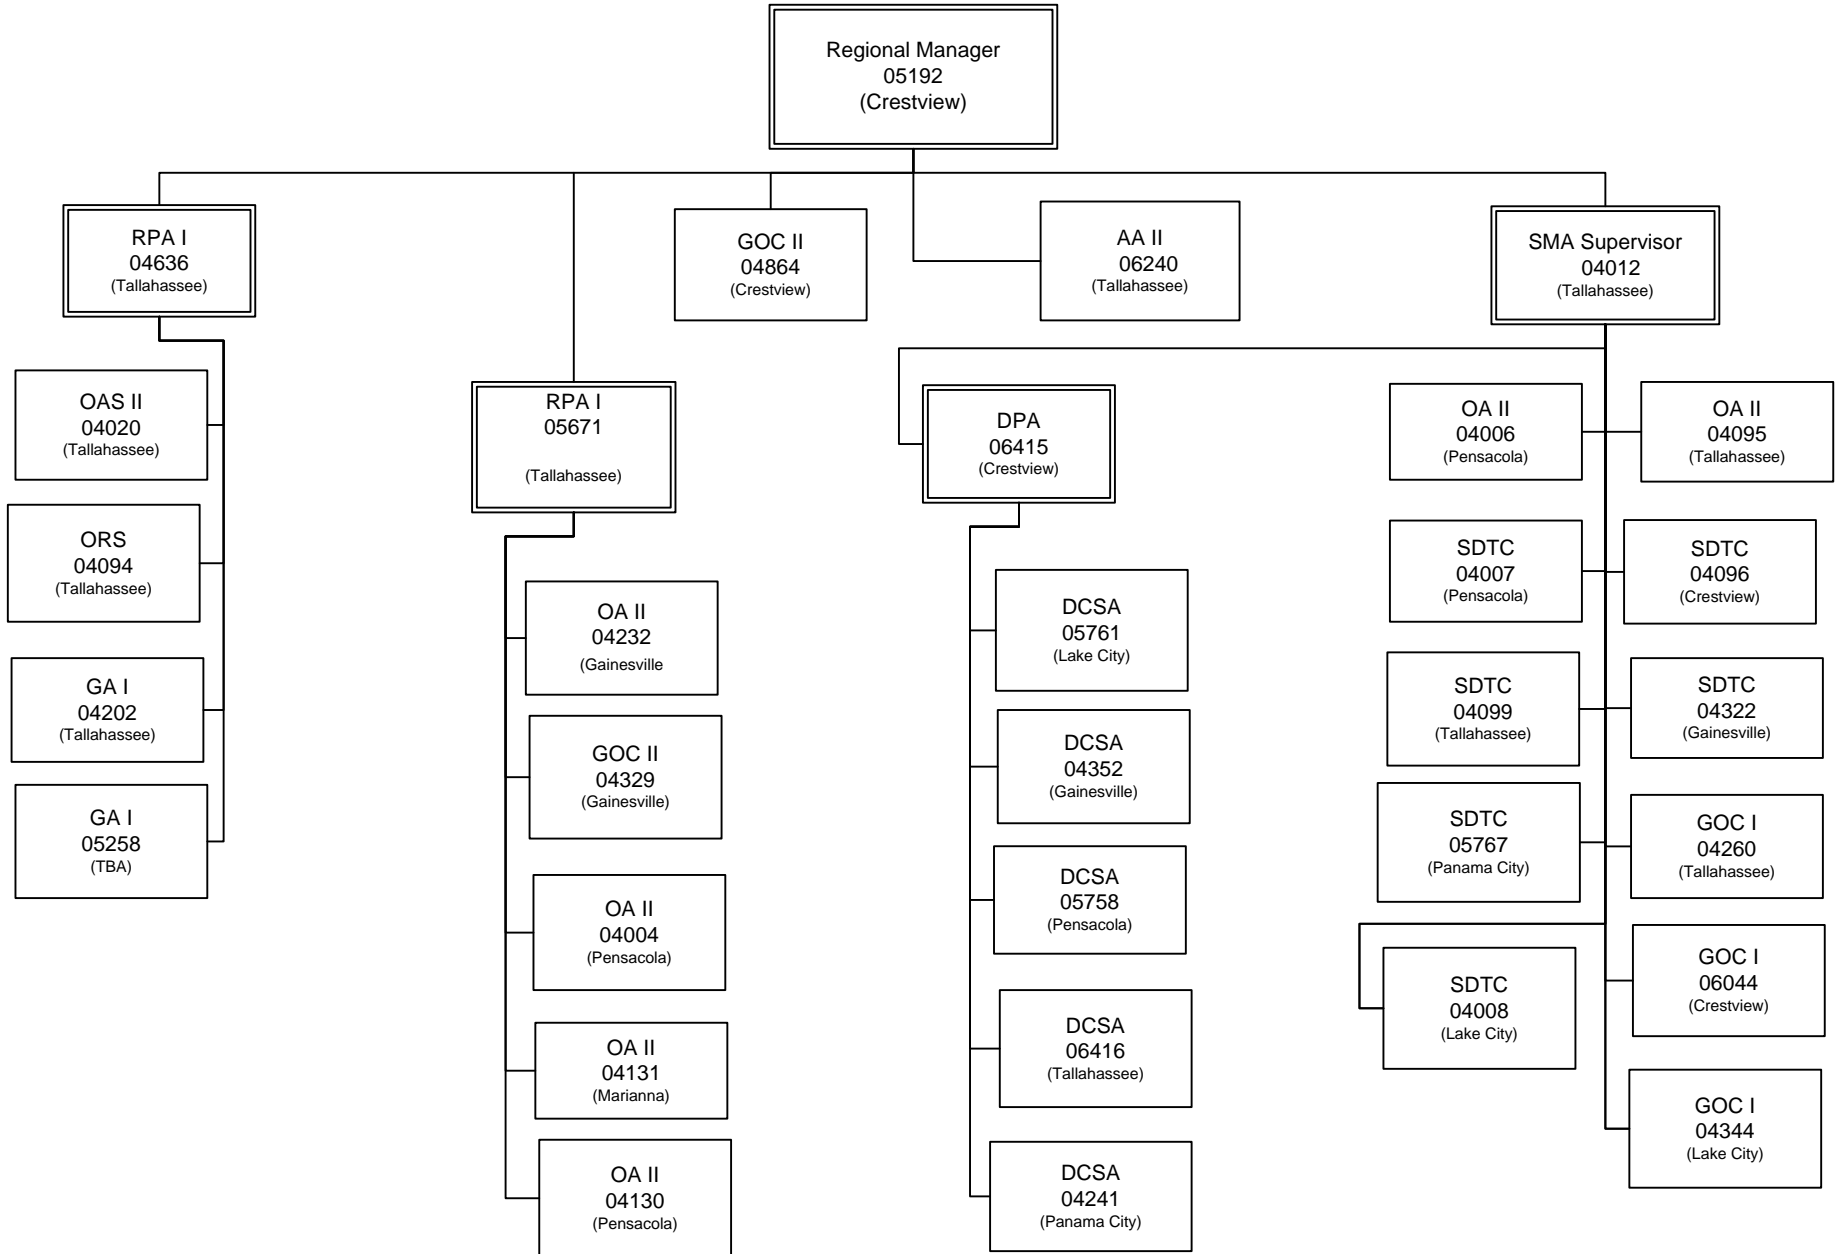 Regional Manager
05192
(Crestview)
RPA I
04636
(Tallahassee)
GOC II
04864
(Crestview)
AA II
06240
(Tallahassee)
SMA Supervisor
04012
(Tallahassee)
OAS II
04020
(Tallahassee)
ORS
04094
(Tallahassee)
GA I
04202
(Tallahassee)
GA I
05258
(TBA)
RPA I
05671
(Tallahassee)
OA II
04232
(Gainesville
GOC II
04329
(Gainesville)
OA II
04004
(Pensacola)
OA II
04131
(Marianna)
OA II
04130
(Pensacola)
DPA
06415
(Crestview)
DCSA
05761
(Lake City)
DCSA
04352
(Gainesville)
DCSA
05758
(Pensacola)
DCSA
06416
(Tallahassee)
DCSA
04241
(Panama City)
OA II
04006
(Pensacola)
OA II
04095
(Tallahassee)
SDTC
04007
(Pensacola)
SDTC
04096
(Crestview)
SDTC
04099
(Tallahassee)
SDTC
04322
(Gainesville)
SDTC
05767
(Panama City)
GOC I
04260
(Tallahassee)
SDTC
04008
(Lake City)
GOC I
06044
(Crestview)
GOC I
04344
(Lake City)